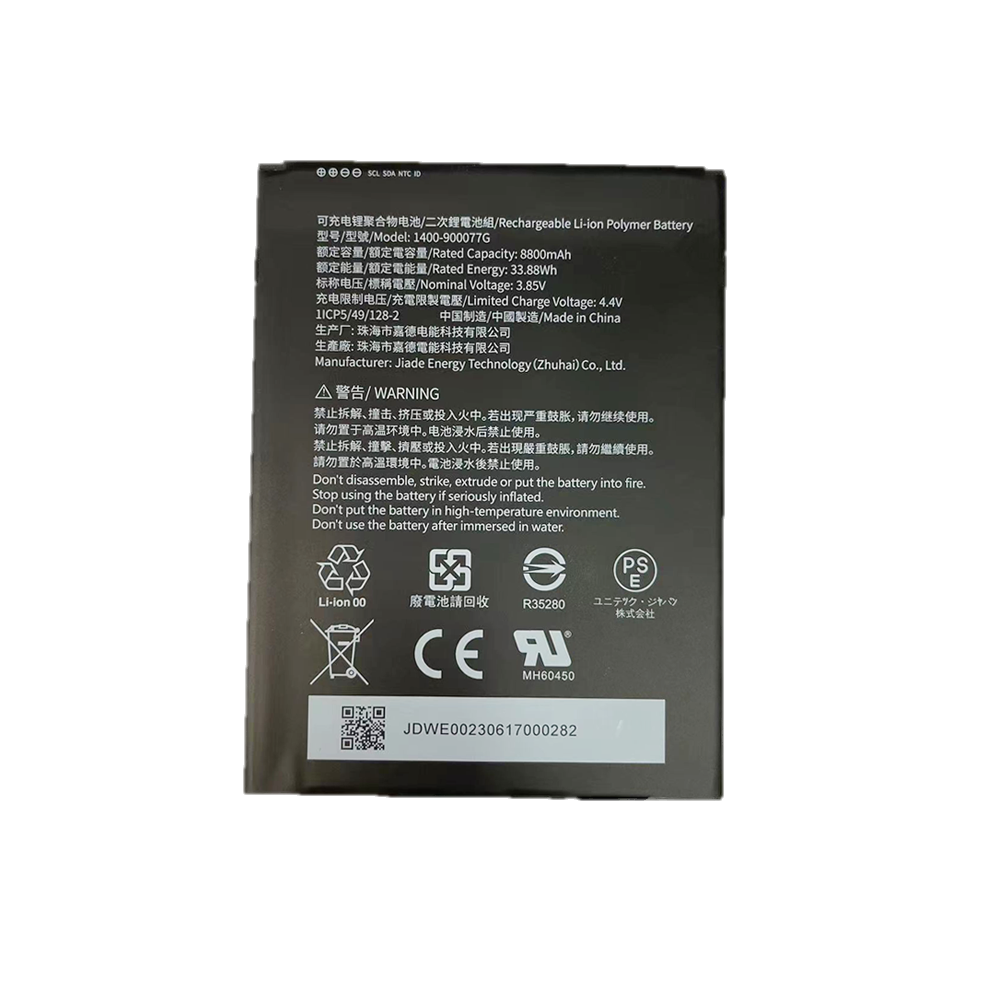 ⊕⊕⊖⊖ SCL SDA NTC ID
可充电锂聚合物电池/二次鋰電池組/Rechargeable Li-ion Polymer Battery
型号/型號/Model: 1400-900077G
额定容量/額定電容量/Rated Capacity: 8800mAh
额定能量/額定電能量/Rated Energy: 33.88Wh
标称电压/標稱電壓/Nominal Voltage: 3.85V
充电限制电压/充電限製電壓/Limited Charge Voltage: 4.4V
1ICP5/49/128-2 中国制造/中國製造/Made in China
生产厂: 珠海市嘉德电能科技有限公司
生產廠: 珠海市嘉德電能科技有限公司
Manufacturer: Jiade Energy Technology (Zhuhai) Co., Ltd.
⚠ 警告/ WARNING
禁止拆解、撞击、挤压或投入火中。若出现严重鼓胀，请勿继续使用。
请勿置于高温环境中。电池浸水后禁止使用。
禁止拆解、撞擊、擠壓或投入火中。若出現嚴重鼓脹，請勿繼續使用。
請勿置於高溫環境中。電池浸水後禁止使用。
Don't disassemble, strike, extrude or put the battery into fire.
Stop using the battery if seriously inflated.
Don't put the battery in high-temperature environment.
Don't use the battery after immersed in water.
Li-ion 00
廢電池請回收
R35280
PS
E
ユニテック・ジャパン
株式会社
CE
RU®
MH60450
JDWE00230617000282